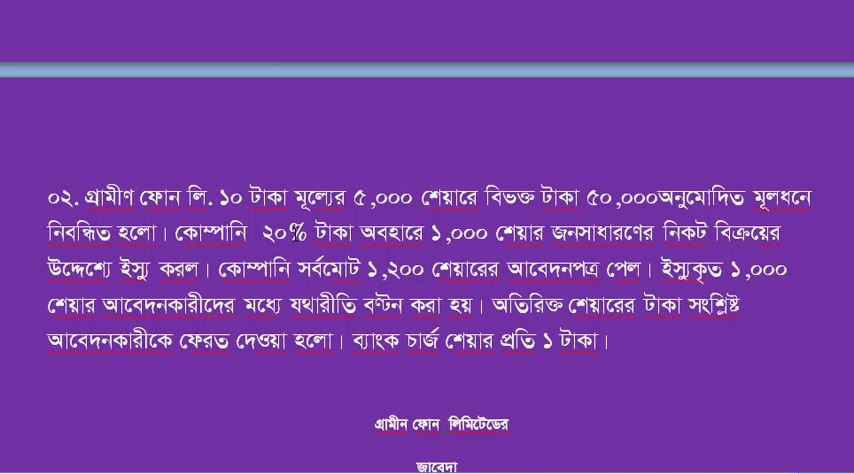 ০২. গ্রামীণ ফোন লি. ১০ টাকা মূল্যের ৫,০০০ শেয়ারে বিভক্ত টাকা ৫০,০০০অনুমোদিত মূলধনে
নিবন্ধিত হলো। কোম্পানি ২০% টাকা অবহারে ১,০০০ শেয়ার জনসাধারণের নিকট বিক্রয়ের
উদ্দেশ্যে ইস্যু করল। কোম্পানি সর্বমোট ১,২০০ শেয়ারের আবেদনপত্র পেল। ইস্যুকৃত ১,০০০
শেয়ার আবেদনকারীদের মধ্যে যথারীতি বণ্টন করা হয়। অতিরিক্ত শেয়ারের টাকা সংশ্লিষ্ট
আবেদনকারীকে ফেরত দেওয়া হলো। ব্যাংক চার্জ শেয়ার প্রতি ১ টাকা।
গ্রামীন ফোন লিমিটেডের
জাবেদা